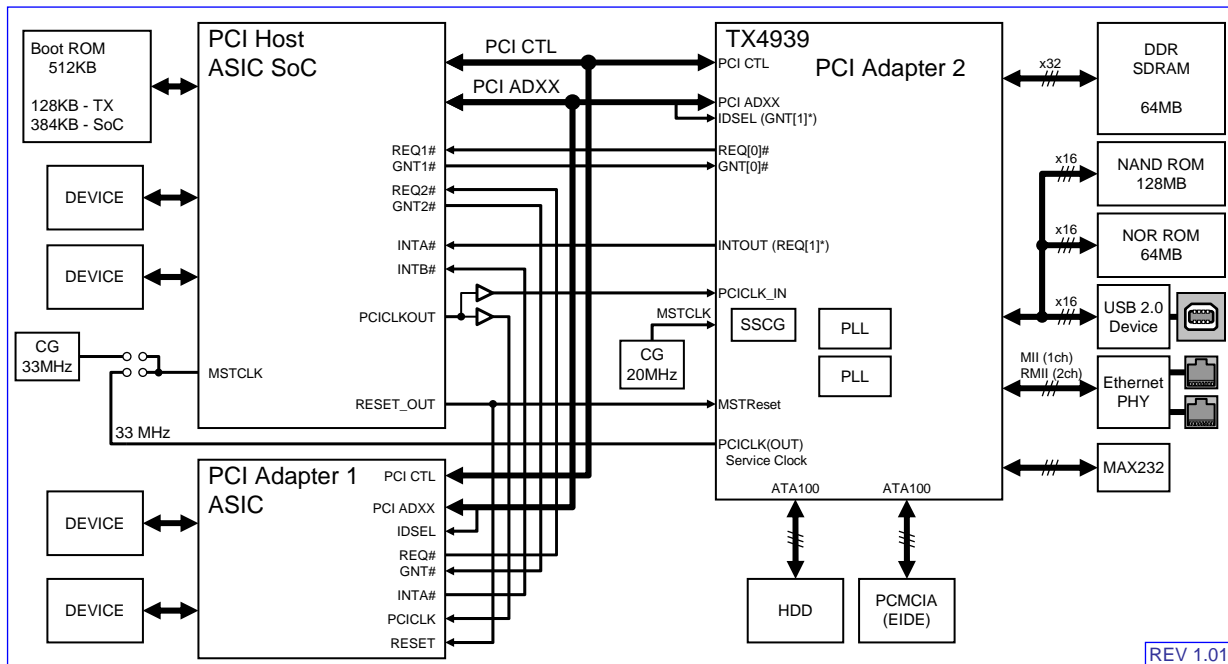 Boot ROM
512KB
128KB - TX
384KB - SoC
DEVICE
DEVICE
CG
33MHz
PCI Host
ASIC SoC
REQ1#
GNT1#
REQ2#
GNT2#
INTA#
INTB#
PCICLKOUT
MSTCLK
RESET_OUT
PCI CTL
PCI ADXX
33 MHz
TX4939
PCI Adapter 2
PCI CTL
PCI ADXX
IDSEL (GNT[1]*)
REQ[0]#
GNT[0]#
INTOUT (REQ[1]*)
PCICLK_IN
MSTCLK
CG
20MHz
SSCG
PLL
PLL
MSTReset
PCICLK(OUT)
Service Clock
ATA100
ATA100
HDD
PCMCIA
(EIDE)
x32
DDR
SDRAM
64MB
x16
NAND ROM
128MB
x16
NOR ROM
64MB
x16
USB 2.0
Device
MII (1ch)
RMII (2ch)
Ethernet
PHY
MAX232
PCI Adapter 1
ASIC
PCI CTL
PCI ADXX
IDSEL
REQ#
GNT#
INTA#
PCICLK
RESET
DEVICE
DEVICE
REV 1.01